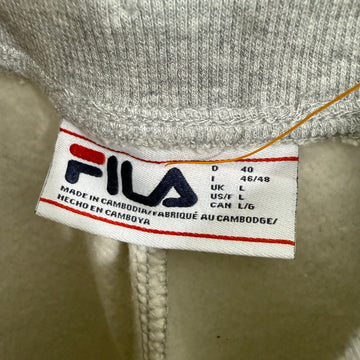 FILA
D 40
I 46/48
UK L
US/F L
CAN L/G
MADE IN CAMBODIA/FABRIQUÉ AU CAMBODGE/
HECHO EN CAMBOYA